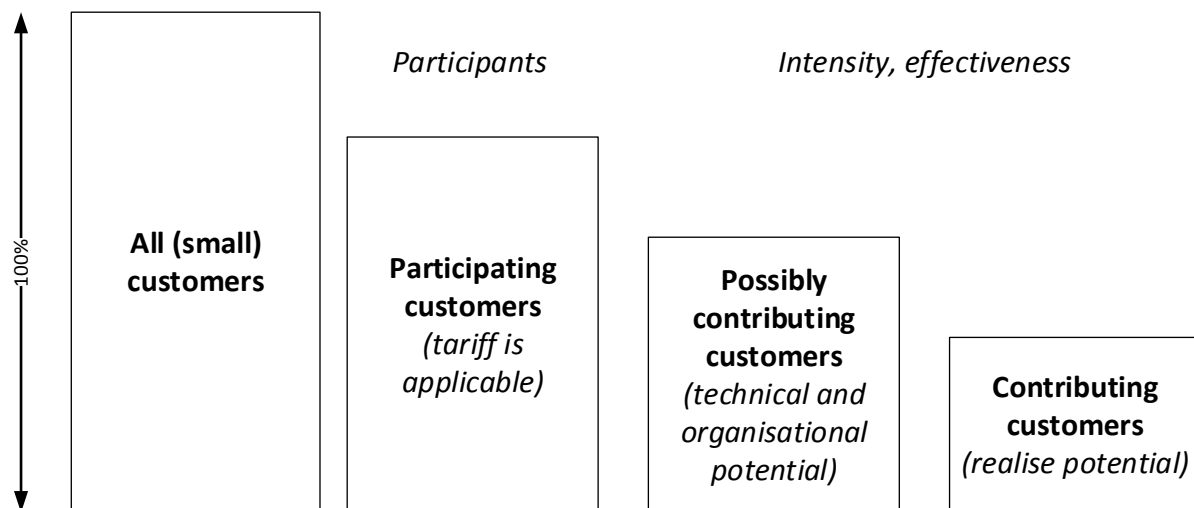 Participants
Intensity, effectiveness
100%
All (small)
customers
Participating
customers
(tariff is
applicable)
Possibly
contributing
customers
(technical and
organisational
potential)
Contributing
customers
(realise potential)